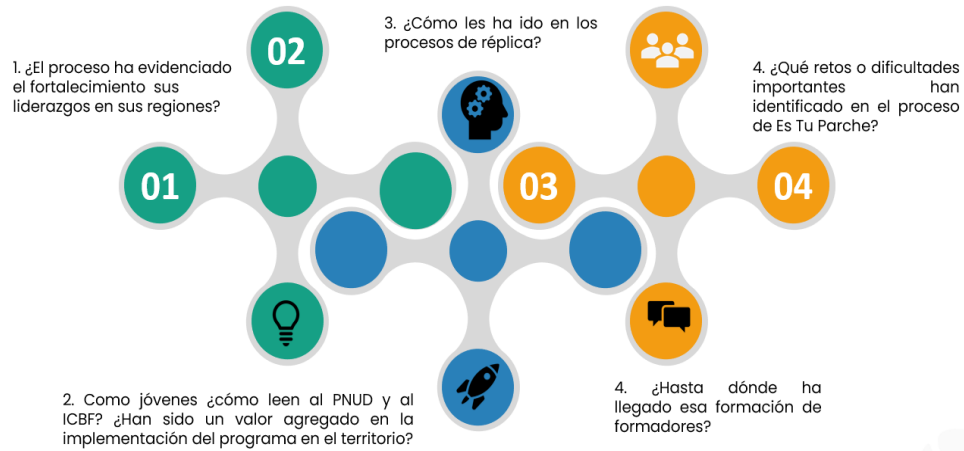 1. ¿El proceso ha evidenciado
el fortalecimiento sus
liderazgos en sus regiones?
02
3. ¿Cómo les ha ido en los
procesos de réplica?
4. ¿Qué retos o dificultades
importantes han
identificado en el proceso
de Es Tu Parche?
01
03
04
2. Como jóvenes ¿cómo leen al PNUD y al
ICBF? ¿Han sido un valor agregado en la
implementación del programa en el territorio?
4. ¿Hasta dónde ha
llegado esa formación de
formadores?